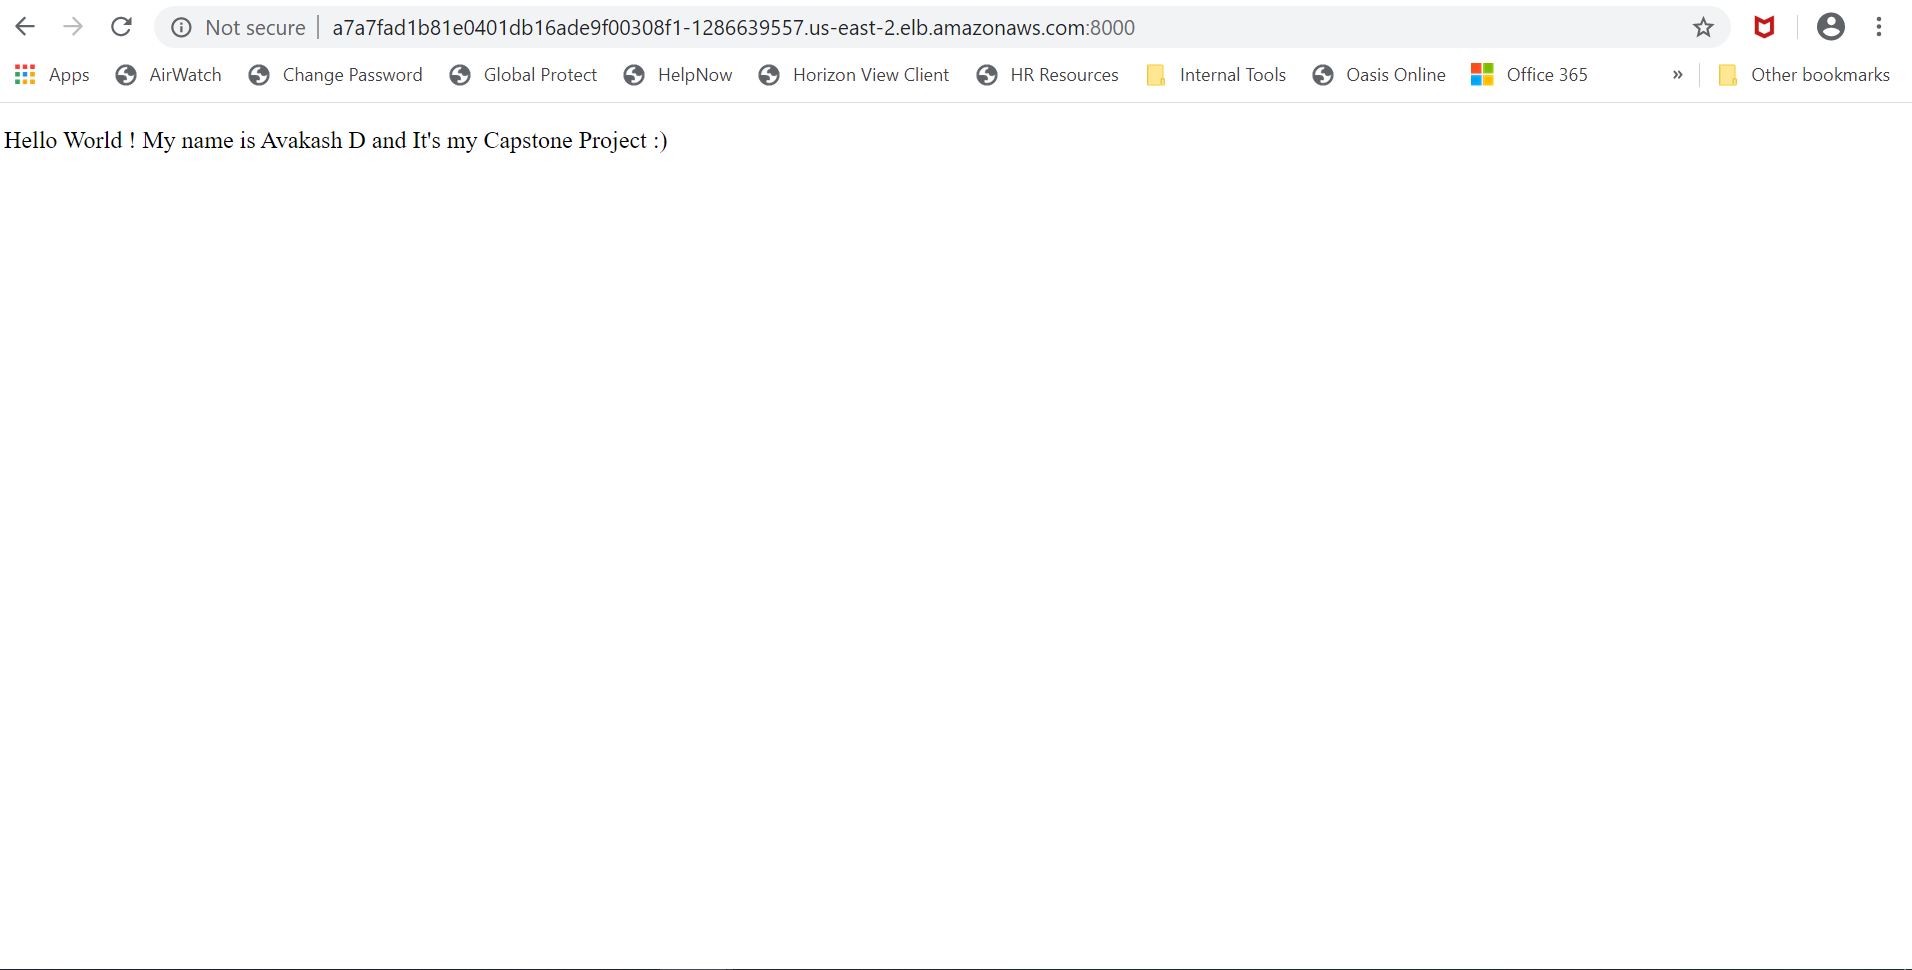 Not secure | a7a7fad1b81e0401db16ade9f00308f1-1286639557.us-east-2.elb.amazonaws.com:8000
Apps AirWatch Change Password Global Protect HelpNow Horizon View Client HR Resources Internal Tools Oasis Online Office 365 » Other bookmarks
Hello World ! My name is Avakash D and It's my Capstone Project :)